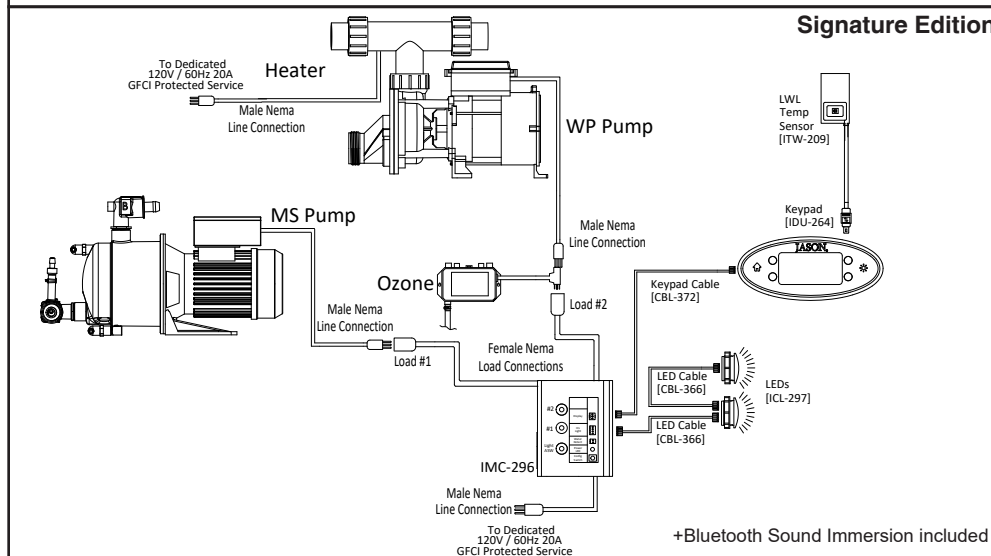 Signature Edition
To Dedicated
120V / 60Hz 20A
GFCI Protected Service
Heater
Male Nema
Line Connection
WP Pump
LWL
Temp
Sensor
[ITW-209]
MS Pump
Male Nema
Line Connection
Keypad
[IDU-264]
JASON
Ozone
Keypad Cable
[CBL-372]
Load #2
Male Nema
Line Connection
Load #1
Female Nema
Load Connections
LED Cable
[CBL-366]
LEDs
[ICL-297]
LED Cable
[CBL-366]
#2
#1
Light
IMC-296
Male Nema
Line Connection
To Dedicated
120V / 60Hz 20A
GFCI Protected Service
+Bluetooth Sound Immersion included